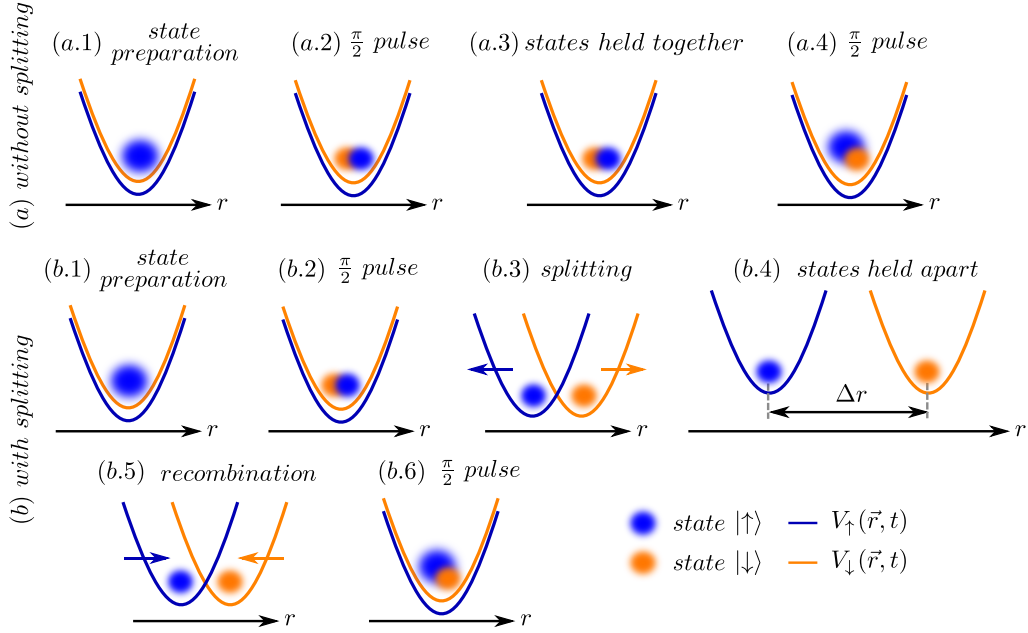 (a) without splitting
(a.1) state preparation
(a.2) π/2 pulse
(a.3) states held together
(a.4) π/2 pulse
r
r
r
r
(b) with splitting
(b.1) state preparation
(b.2) π/2 pulse
(b.3) splitting
(b.4) states held apart
Δr
r
r
r
r
(b.5) recombination
(b.6) π/2 pulse
state |↑⟩ V↑(r⃗, t)
state |↓⟩ V↓(r⃗, t)
r
r